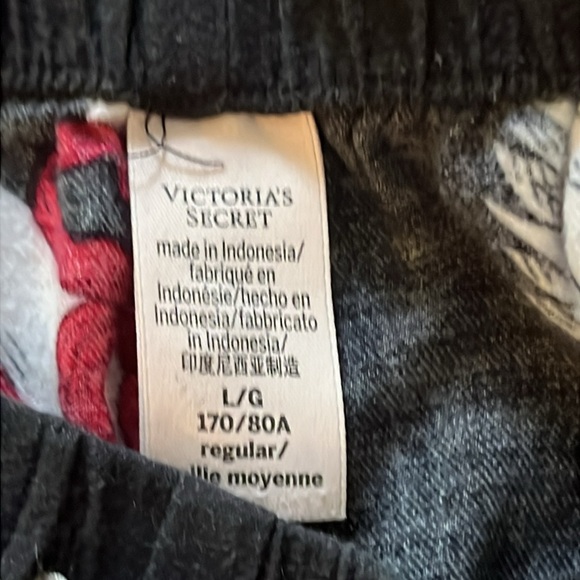 VICTORIA'S
SECRET
made in Indonesia/
fabriqué en
Indonésie/hecho en
Indonesia/fabbricato
in Indonesia/
印度尼西亚制造
L/G
170/80A
regular/
moyenne